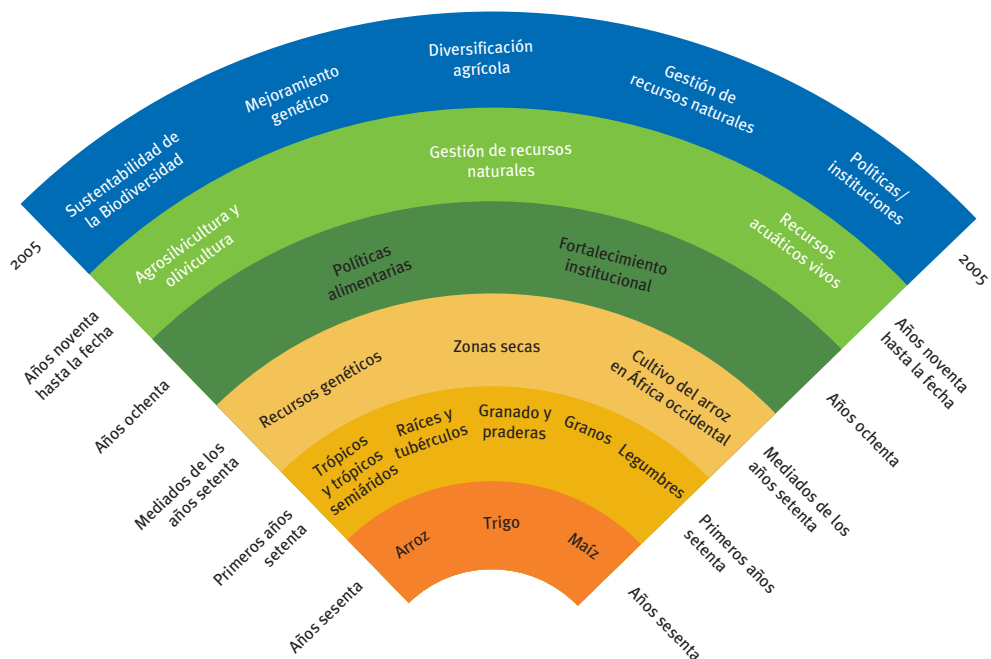 Diversificación
agrícola
Mejoramiento
genético
Gestión de
recursos naturales
Sustentabilidad de
la Biodiversidad
Políticas/
instituciones
2005
2005
Gestión de recursos
naturales
Agrosilvicultura y
olivicultura
Recursos
acuáticos vivos
Años noventa
hasta la fecha
Años noventa
hasta la fecha
Políticas
alimentarias
Fortalecimiento
institucional
Años ochenta
Años ochenta
Recursos genéticos
Zonas secas
Cultivo del arroz
en África occidental
Mediados de los
años setenta
Mediados de los
años setenta
Trópicos
y trópicos
semiáridos
Raíces y
tubérculos
Granado y
praderas
Granos
Legumbres
Primeros años
setenta
Primeros años
setenta
Arroz
Trigo
Maíz
Años sesenta
Años sesenta